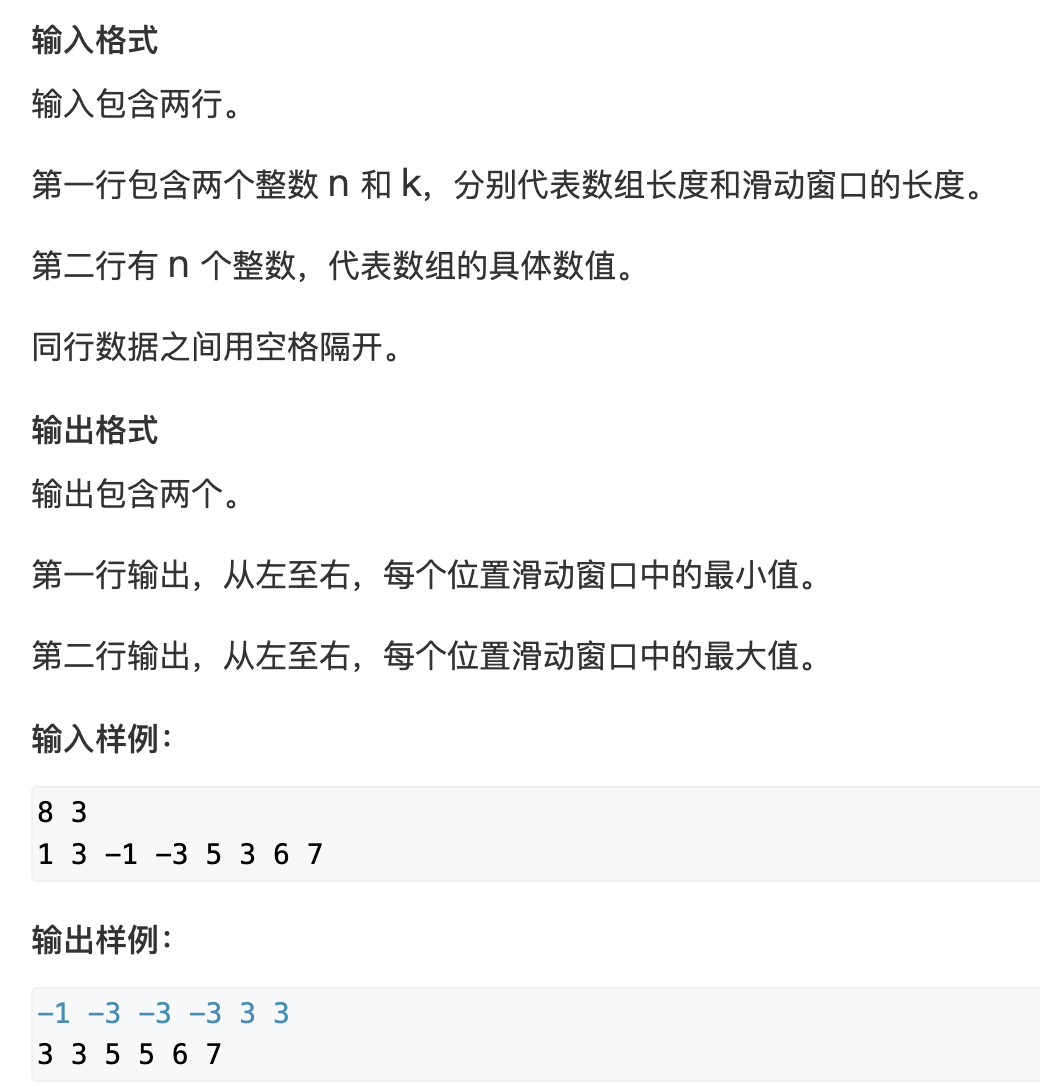 输入格式
输入包含两行。
第一行包含两个整数 n 和 k，分别代表数组长度和滑动窗口的长度。
第二行有 n 个整数，代表数组的具体数值。
同行数据之间用空格隔开。
输出格式
输出包含两个。
第一行输出，从左至右，每个位置滑动窗口中的最小值。
第二行输出，从左至右，每个位置滑动窗口中的最大值。
输入样例：
8 3
1 3 -1 -3 5 3 6 7
输出样例：
-1 -3 -3 -3 3 3
3 3 5 5 6 7